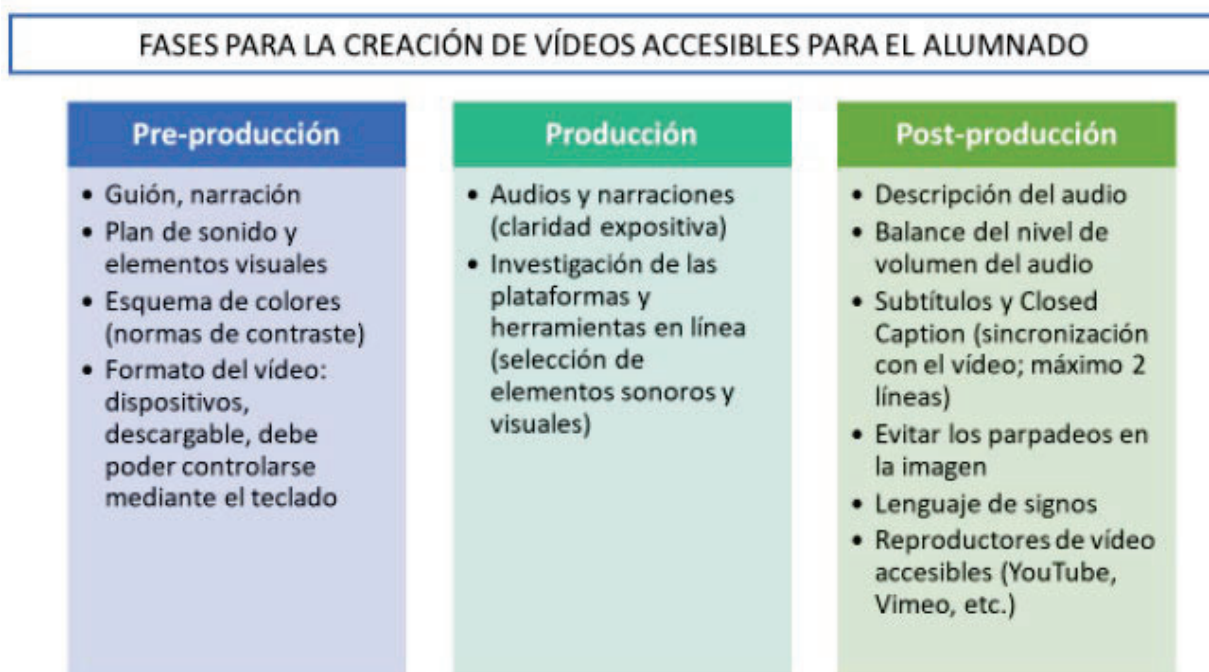 FASES PARA LA CREACIÓN DE VÍDEOS ACCESIBLES PARA EL ALUMNADO
Pre-producción
• Guión, narración
• Plan de sonido y
elementos visuales
• Esquema de colores
(normas de contraste)
• Formato del vídeo:
dispositivos,
descargable, debe
poder controlarse
mediante el teclado
Producción
• Audios y narraciones
(claridad expositiva)
• Investigación de las
plataformas y
herramientas en línea
(selección de
elementos sonoros y
visuales)
Post-producción
• Descripción del audio
• Balance del nivel de
volumen del audio
• Subtítulos y Closed
Caption (sincronización
con el vídeo; máximo 2
líneas)
• Evitar los parpadeos en
la imagen
• Lenguaje de signos
• Reproductores de vídeo
accesibles (YouTube,
Vimeo, etc.)